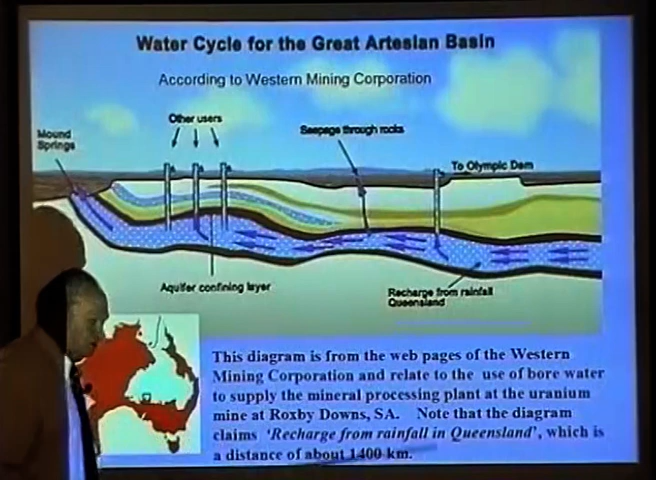 Water Cycle for the Great Artesian Basin
According to Western Mining Corporation
Other users
Mound
Springs
Seepage through rocks
To Olympic Dam
Aquifer confining layer
Recharge from rainfall
Queensland
This diagram is from the web pages of the Western
Mining Corporation and relate to the use of bore water
to supply the mineral processing plant at the uranium
mine at Roxby Downs, SA. Note that the diagram
claims ‘Recharge from rainfall in Queensland’, which is
a distance of about 1400 km.